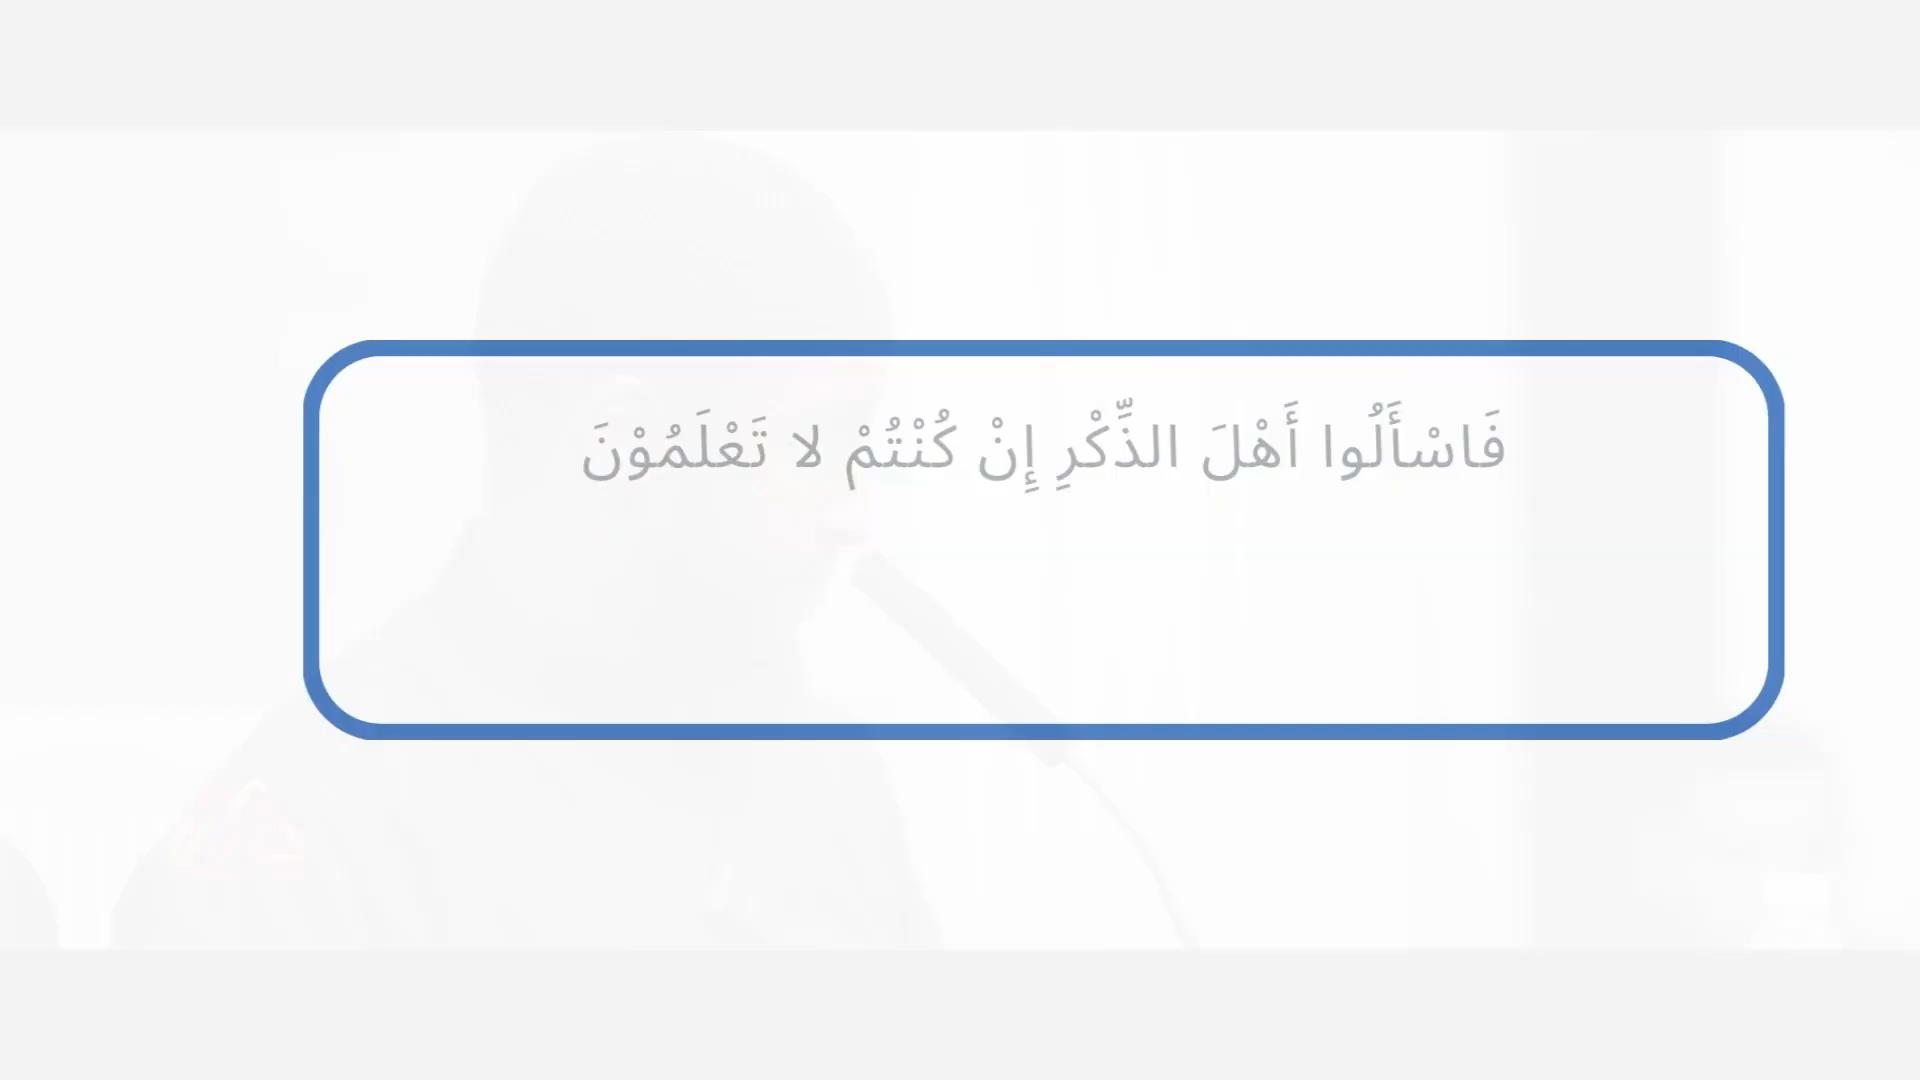 فَاسْأَلُوا أَهْلَ الذِّكْرِ إِنْ كُنْتُمْ لا تَعْلَمُوْنَ